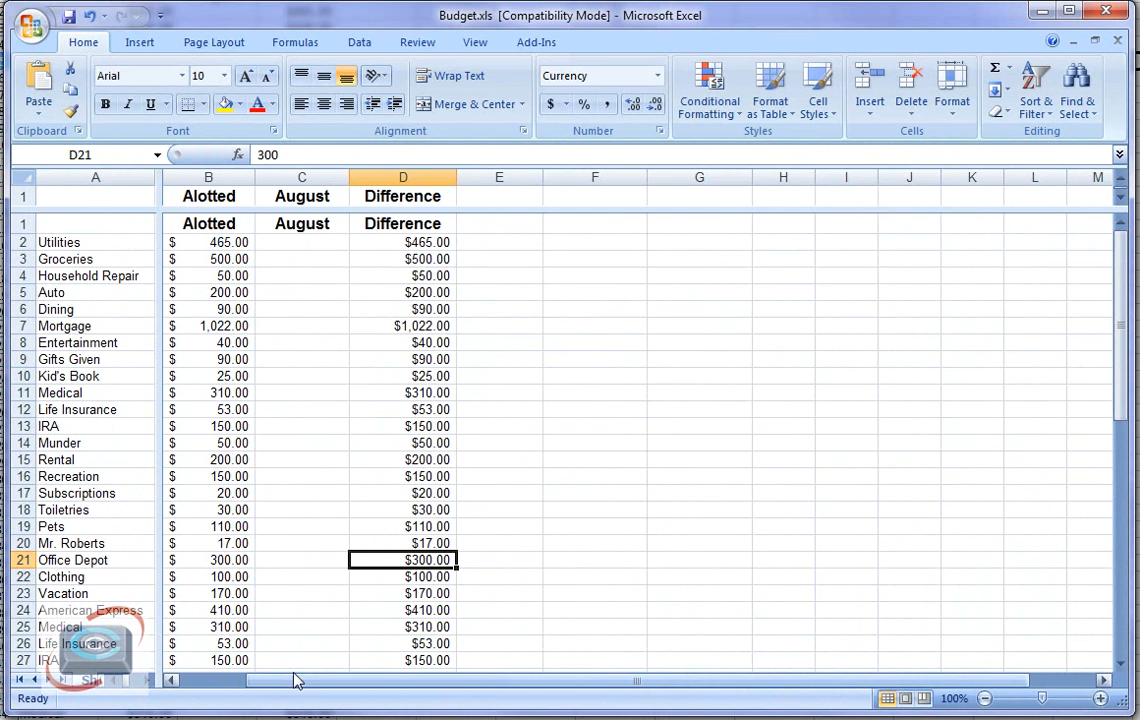 Budget.xls [Compatibility Mode] - Microsoft Excel
Home Insert Page Layout Formulas Data Review View Add-Ins
Paste
Clipboard
Arial 10
B I U
Font
Wrap Text
Merge & Center
Alignment
Currency
$ % ,
Number
Conditional Formatting
Format as Table
Cell Styles
Styles
Insert Delete Format
Cells
Σ
Sort & Filter
Find & Select
Editing
D21 fx 300
A B C D E F G H I J K L M
1 Alotted August Difference
1 Alotted August Difference
2 Utilities $ 465.00 $465.00
3 Groceries $ 500.00 $500.00
4 Household Repair $ 50.00 $50.00
5 Auto $ 200.00 $200.00
6 Dining $ 90.00 $90.00
7 Mortgage $ 1,022.00 $1,022.00
8 Entertainment $ 40.00 $40.00
9 Gifts Given $ 90.00 $90.00
10 Kid's Book $ 25.00 $25.00
11 Medical $ 310.00 $310.00
12 Life Insurance $ 53.00 $53.00
13 IRA $ 150.00 $150.00
14 Munder $ 50.00 $50.00
15 Rental $ 200.00 $200.00
16 Recreation $ 150.00 $150.00
17 Subscriptions $ 20.00 $20.00
18 Toiletries $ 30.00 $30.00
19 Pets $ 110.00 $110.00
20 Mr. Roberts $ 17.00 $17.00
21 Office Depot $ 300.00 $300.00
22 Clothing $ 100.00 $100.00
23 Vacation $ 170.00 $170.00
24 American Express $ 410.00 $410.00
25 Medical $ 310.00 $310.00
26 Life Insurance $ 53.00 $53.00
27 IRA $ 150.00 $150.00
Ready 100%